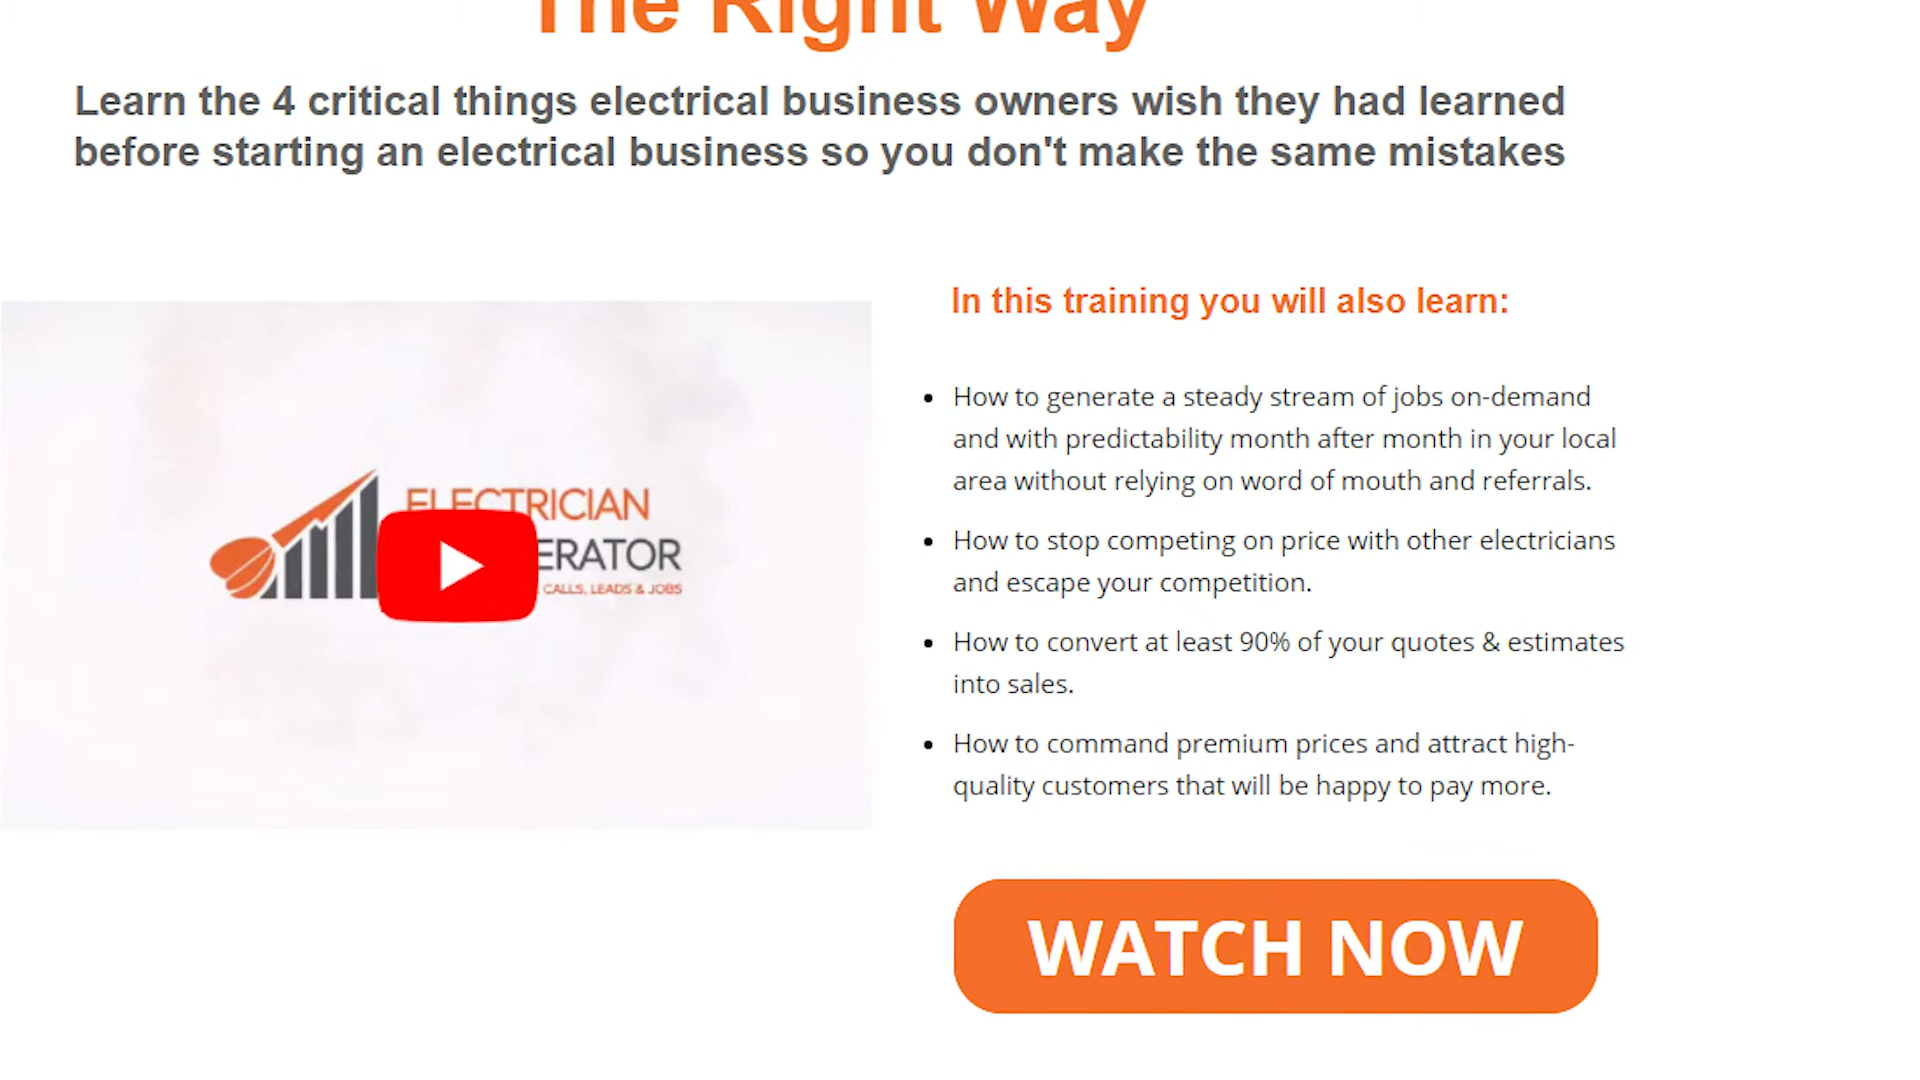 The Right Way
Learn the 4 critical things electrical business owners wish they had learned
before starting an electrical business so you don't make the same mistakes
In this training you will also learn:
• How to generate a steady stream of jobs on-demand
and with predictability month after month in your local
area without relying on word of mouth and referrals.
• How to stop competing on price with other electricians
and escape your competition.
• How to convert at least 90% of your quotes & estimates
into sales.
• How to command premium prices and attract high-
quality customers that will be happy to pay more.
ELECTRICIAN
CALLS, LEADS & JOBS
WATCH NOW